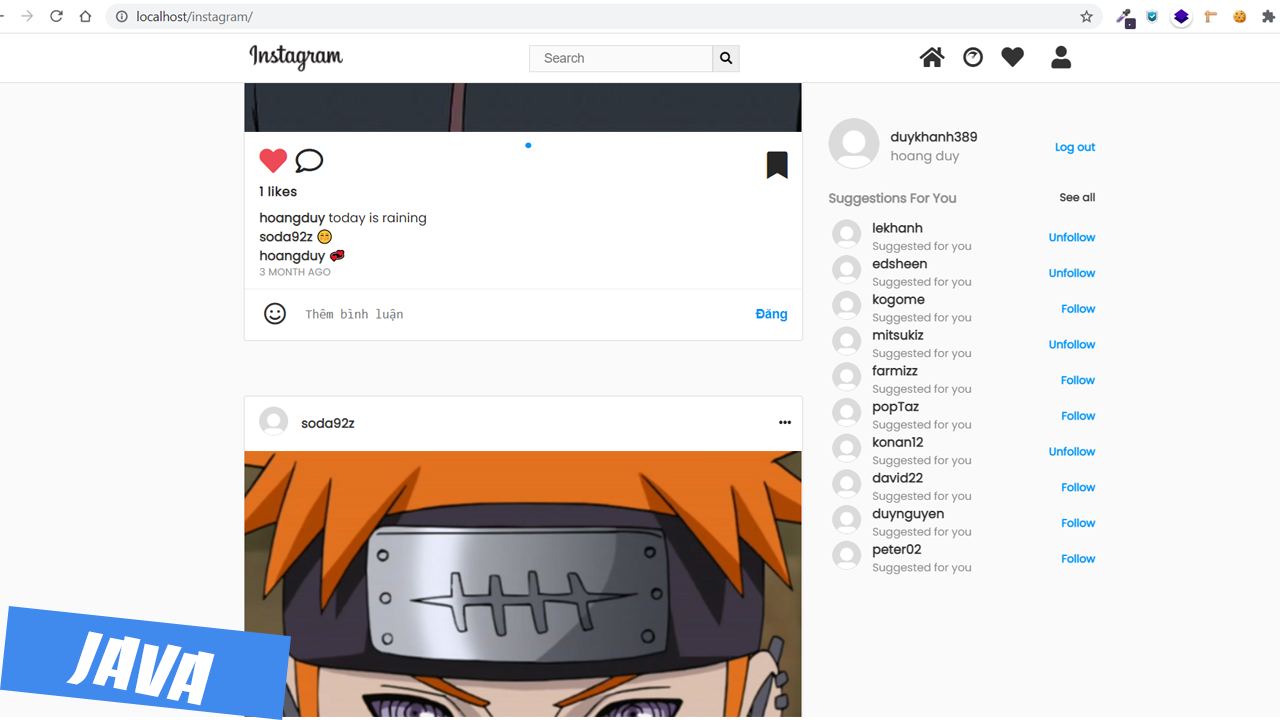 localhost/instagram/
Instagram
Search
1 likes
hoangduy today is raining
soda92z 😁
hoangduy
3 MONTH AGO
Thêm bình luận
Đăng
soda92z
•••
duykhanh389
hoang duy
Log out
Suggestions For You
See all
lekhanh
Suggested for you
Unfollow
edsheen
Suggested for you
Unfollow
kogome
Suggested for you
Follow
mitsukiz
Suggested for you
Unfollow
farmizz
Suggested for you
Follow
popTaz
Suggested for you
Follow
konan12
Suggested for you
Unfollow
david22
Suggested for you
Follow
duynguyen
Suggested for you
Follow
peter02
Suggested for you
Follow
JAVA